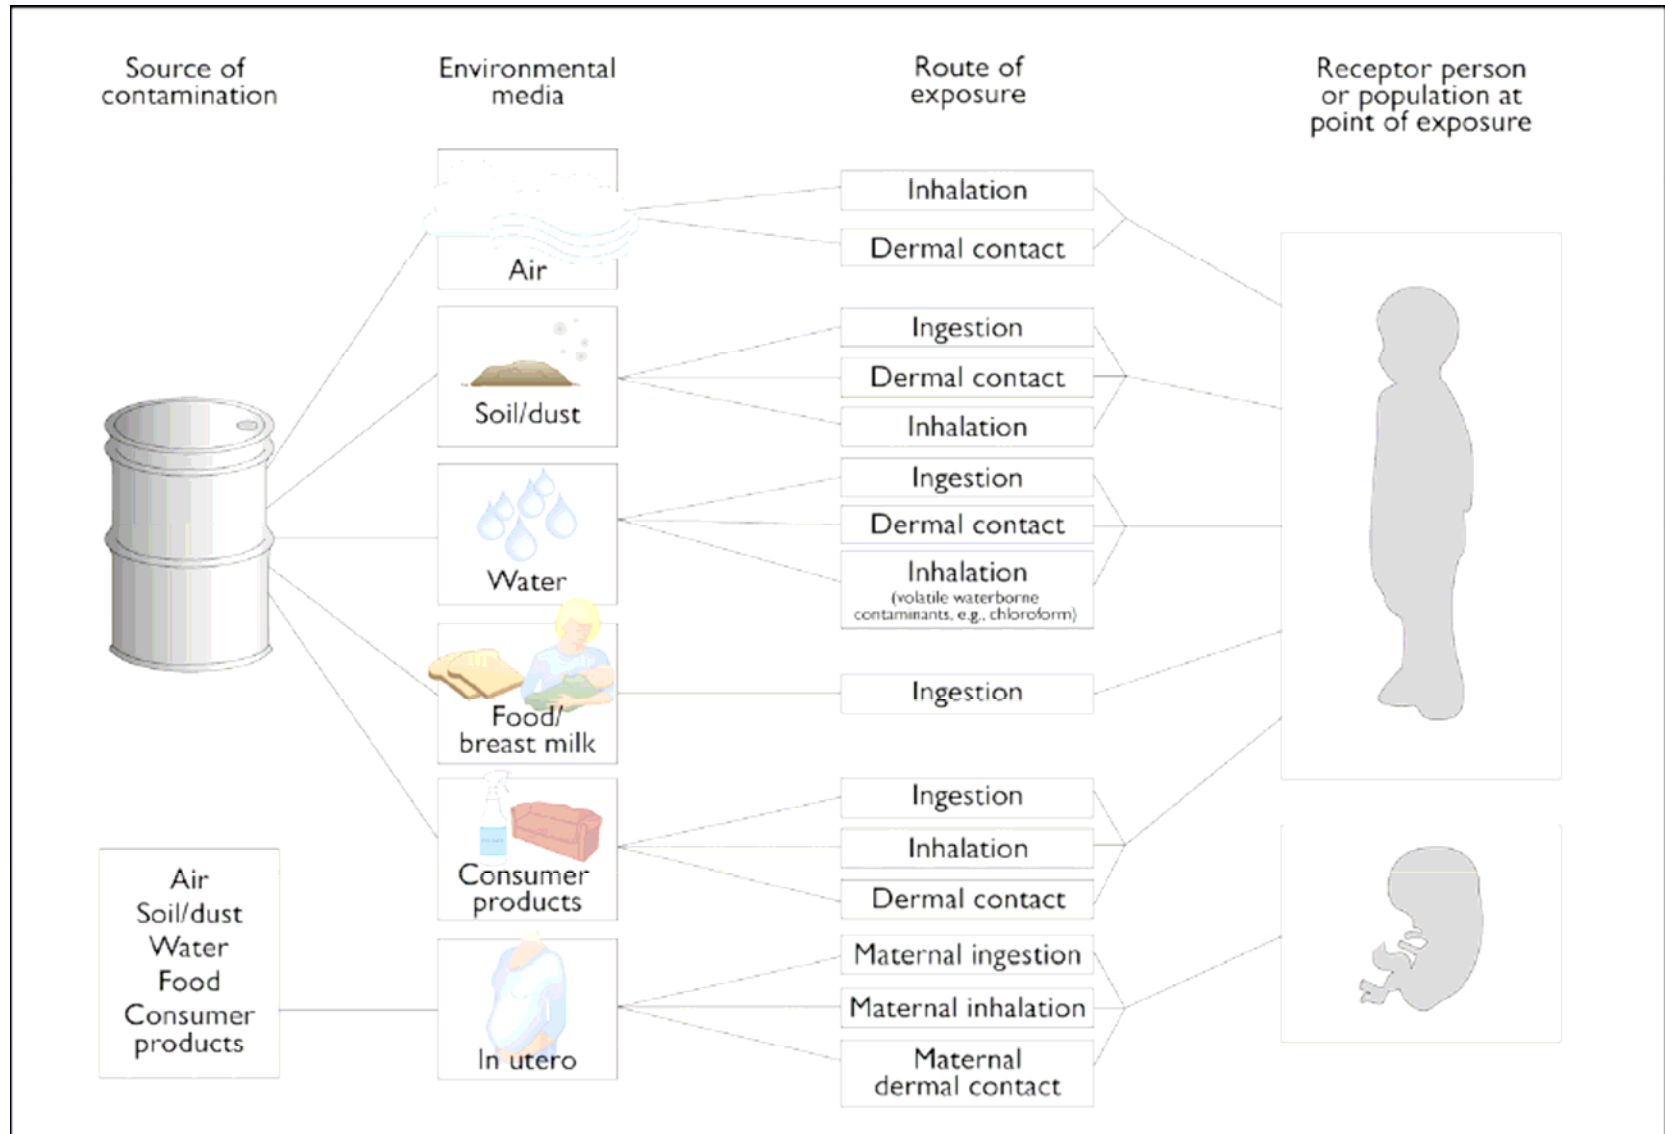 Source of
contamination
Environmental
media
Route of
exposure
Receptor person
or population at
point of exposure
Air
Inhalation
Dermal contact
Soil/dust
Ingestion
Dermal contact
Inhalation
Water
Ingestion
Dermal contact
Inhalation
(volatile waterborne
contaminants, e.g., chloroform)
Food/
breast milk
Ingestion
Consumer
products
Ingestion
Inhalation
Dermal contact
Air
Soil/dust
Water
Food
Consumer
products
In utero
Maternal ingestion
Maternal inhalation
Maternal
dermal contact